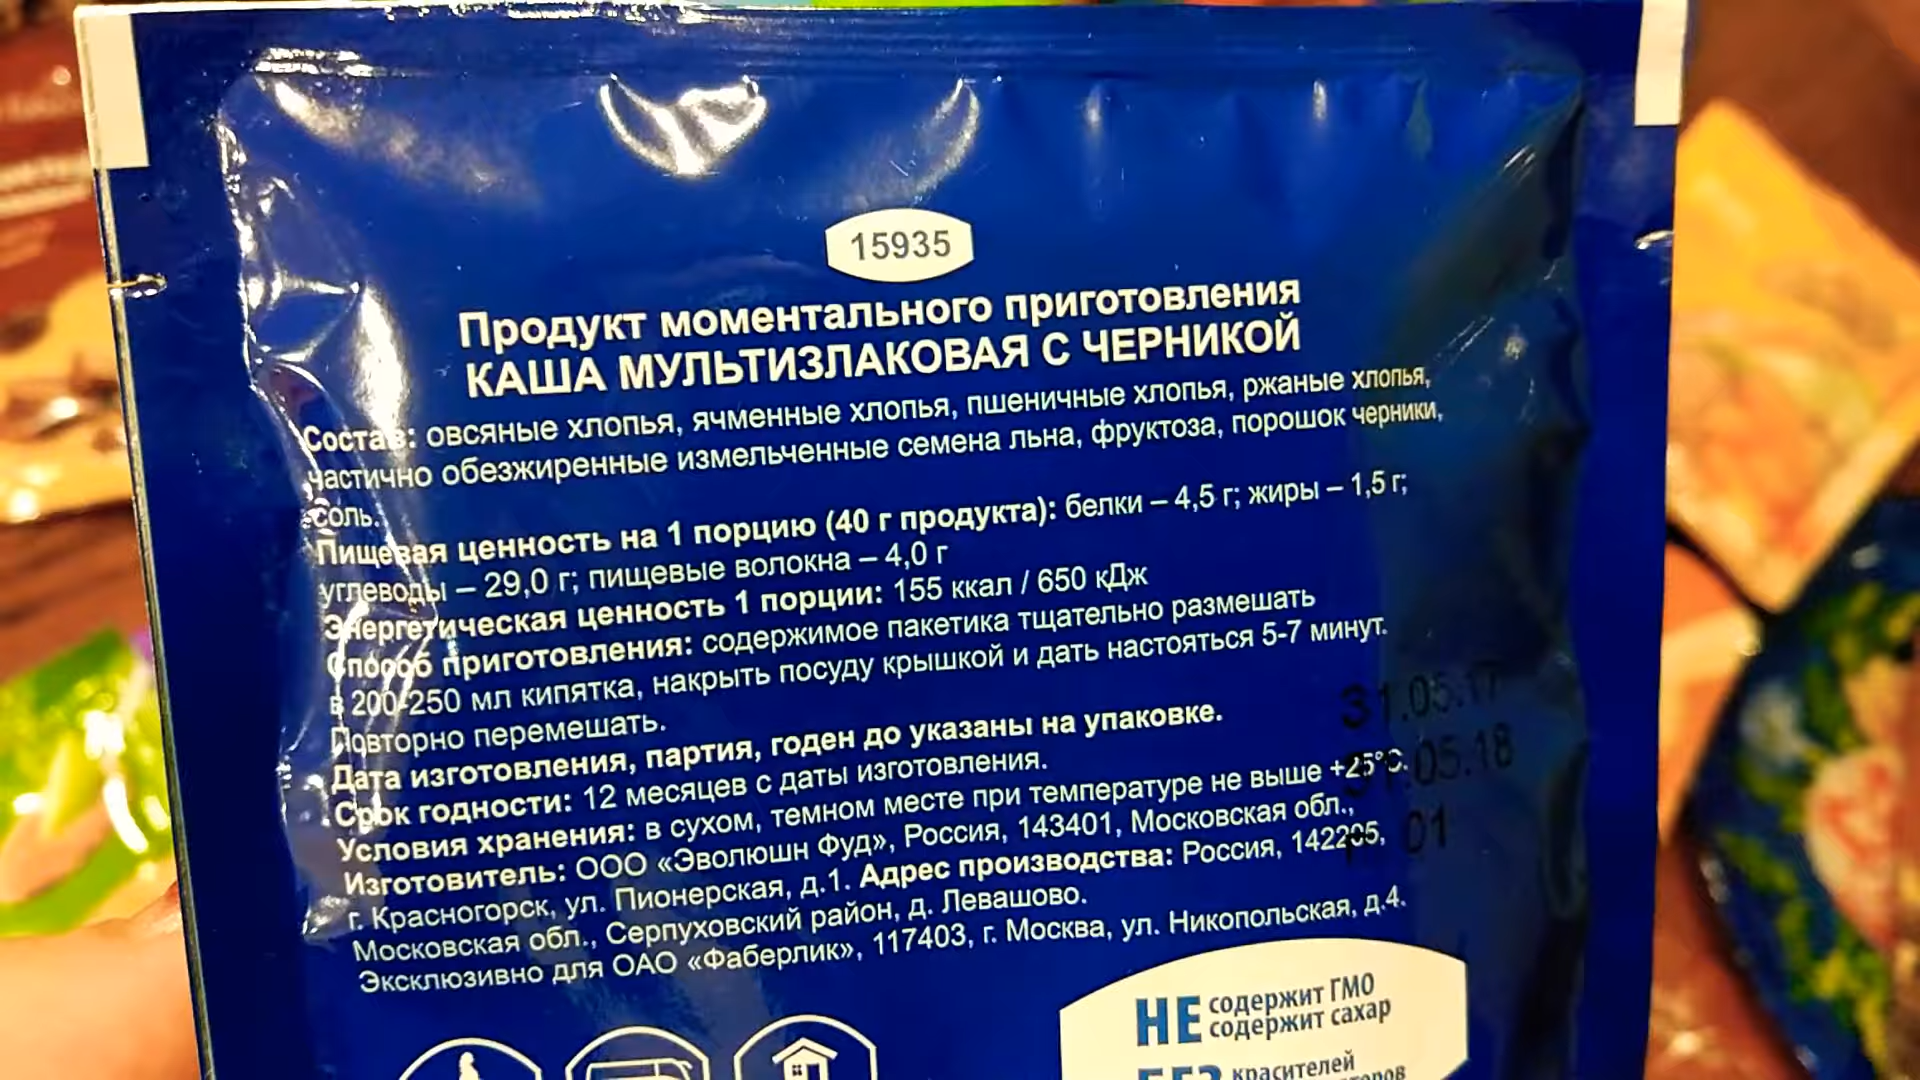 15935
Продукт моментального приготовления
КАША МУЛЬТИЗЛАКОВАЯ С ЧЕРНИКОЙ
Состав: овсяные хлопья, ячменные хлопья, пшеничные хлопья, ржаные хлопья,
частично обезжиренные измельченные семена льна, фруктоза, порошок черники,
соль.
Пищевая ценность на 1 порцию (40 г продукта): белки – 4,5 г; жиры – 1,5 г;
углеводы – 29,0 г; пищевые волокна – 4,0 г
Энергетическая ценность 1 порции: 155 ккал / 650 кДж
Способ приготовления: содержимое пакетика тщательно размешать
в 200-250 мл кипятка, накрыть посуду крышкой и дать настояться 5-7 минут.
Повторно перемешать.
Дата изготовления, партия, годен до указаны на упаковке.
Срок годности: 12 месяцев с даты изготовления.
Условия хранения: в сухом, темном месте при температуре не выше +25°С.
Изготовитель: ООО «Эволюшн Фуд», Россия, 143401, Московская обл.,
г. Красногорск, ул. Пионерская, д.1. Адрес производства: Россия, 142205,
Московская обл., Серпуховский район, д. Левашово.
Эксклюзивно для ОАО «Фаберлик», 117403, г. Москва, ул. Никопольская, д.4.
31.05.17
31.05.18
01
НЕ содержит ГМО
содержит сахар
БЕЗ красителей